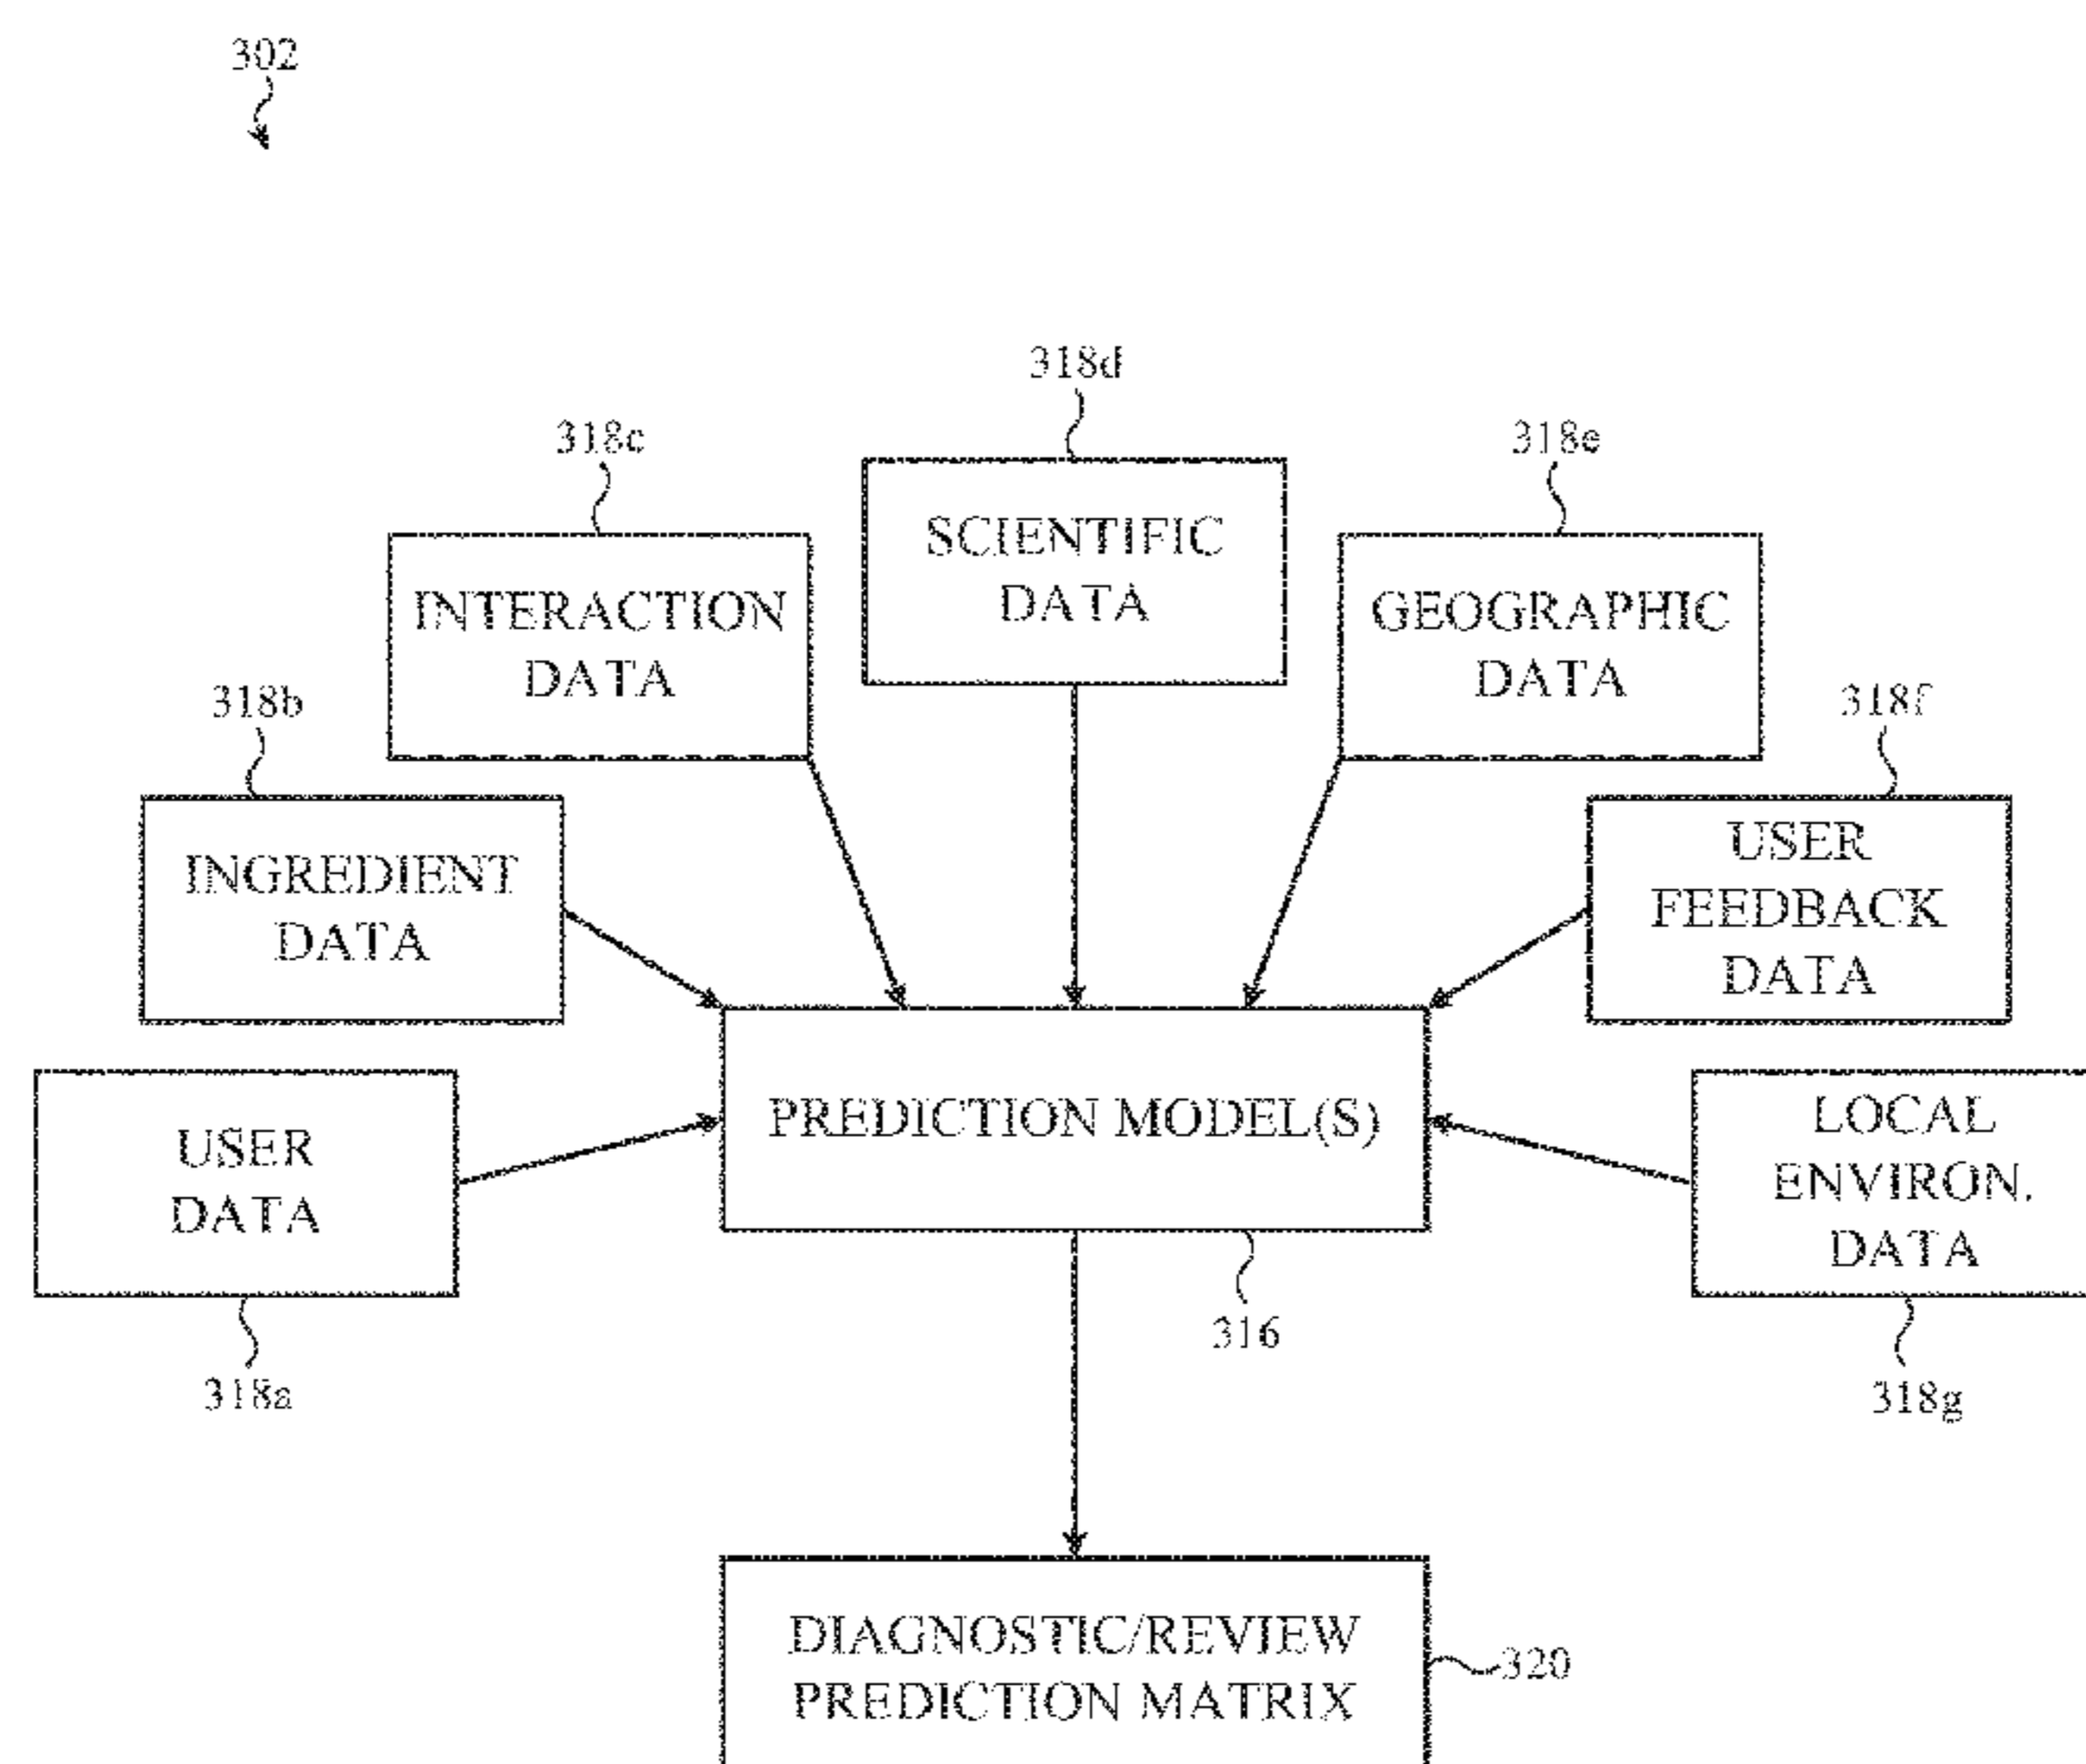 302
318d
318c
318e
SCIENTIFIC
DATA
INTERACTION
DATA
GEOGRAPHIC
DATA
318b
318f
INGREDIENT
DATA
USER
FEEDBACK
DATA
USER
DATA
PREDICTION MODEL(S)
LOCAL
ENVIRON.
DATA
316
318a
318g
DIAGNOSTIC/REVIEW
PREDICTION MATRIX
320